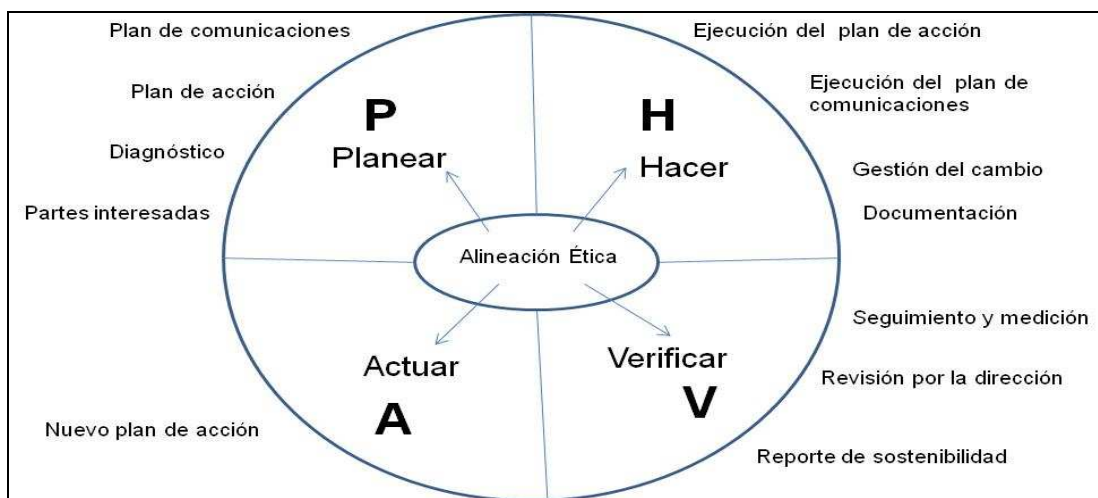 Plan de comunicaciones
Plan de acción
Diagnóstico
Partes interesadas
P
Planear
Ejecución del plan de acción
Ejecución del plan de
comunicaciones
H
Hacer
Gestión del cambio
Documentación
Alineación Ética
Actuar
A
Nuevo plan de acción
Verificar
V
Seguimiento y medición
Revisión por la dirección
Reporte de sostenibilidad